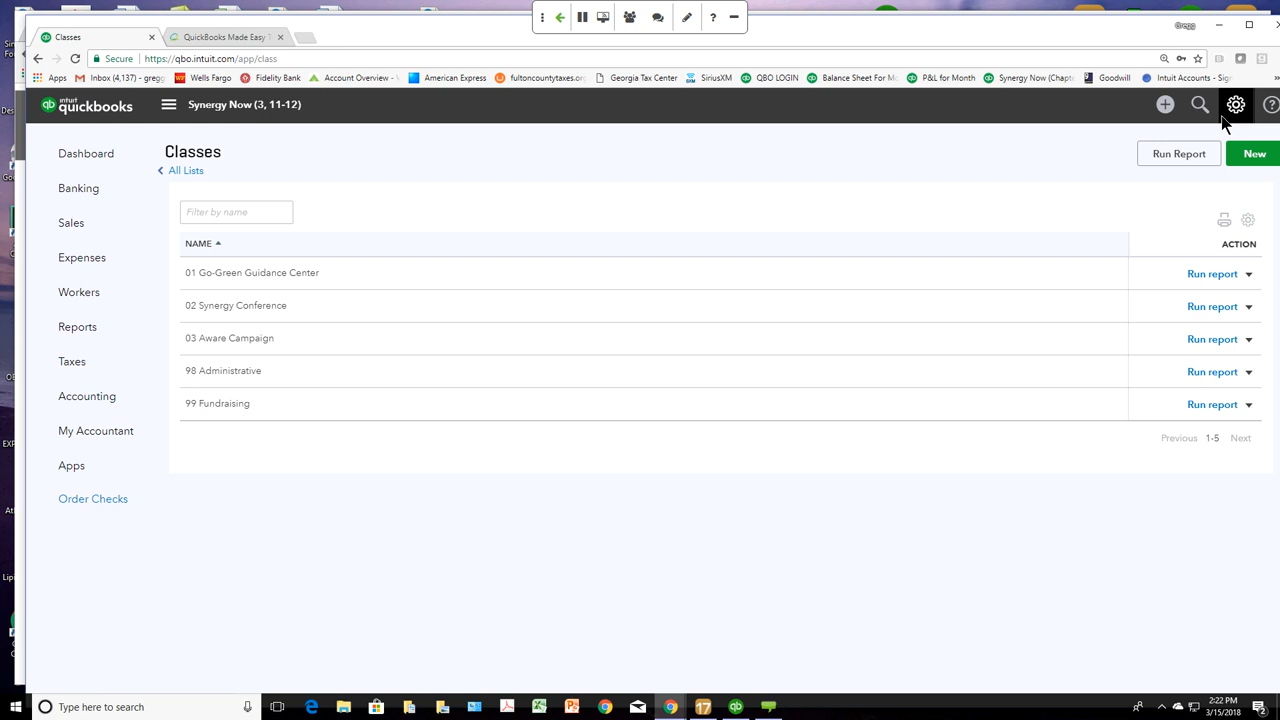 Classes
QuickBooks Made Easy T
Gregg
Secure
https://qbo.intuit.com/app/class
Apps
Inbox (4,137) - gregg
Wells Fargo
Fidelity Bank
Account Overview -
American Express
fultoncountytaxes.org
Georgia Tax Center
SiriusXM
QBO LOGIN
Balance Sheet For M
P&L for Month
Synergy Now (Chapt
Goodwill
Intuit Accounts - Sign
»
intuit
quickbooks
Synergy Now (3, 11-12)
Dashboard
Banking
Sales
Expenses
Workers
Reports
Taxes
Accounting
My Accountant
Apps
Order Checks
Classes
All Lists
Run Report
New
Filter by name
NAME
ACTION
01 Go-Green Guidance Center
Run report
02 Synergy Conference
Run report
03 Aware Campaign
Run report
98 Administrative
Run report
99 Fundraising
Run report
Previous 1-5 Next
Type here to search
2:22 PM
3/15/2018